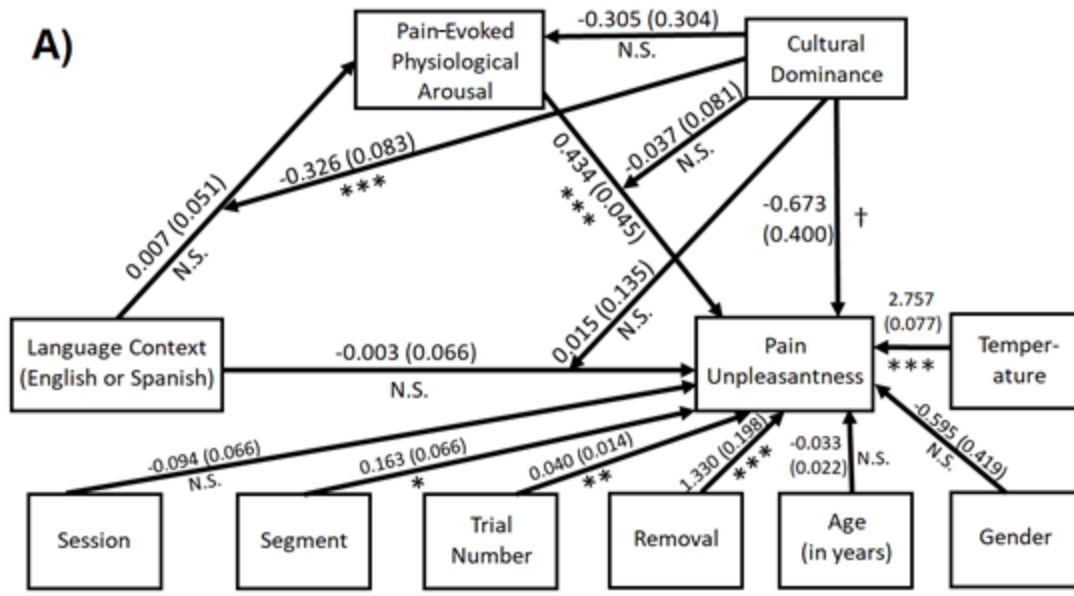 A)
Pain-Evoked
Physiological
Arousal
-0.305 (0.304)
N.S.
Cultural
Dominance
-0.326 (0.083)
***
-0.037 (0.081)
N.S.
0.434 (0.045)
***
0.007 (0.051)
N.S.
-0.673
(0.400)
†
0.015 (0.135)
N.S.
Language Context
(English or Spanish)
-0.003 (0.066)
N.S.
Pain
Unpleasantness
2.757
(0.077)
***
Temper-
ature
-0.094 (0.066)
N.S.
0.163 (0.066)
*
0.040 (0.014)
**
1.330 (0.198)
***
-0.033
(0.022)
N.S.
-0.595 (0.419)
N.S.
Session
Segment
Trial
Number
Removal
Age
(in years)
Gender